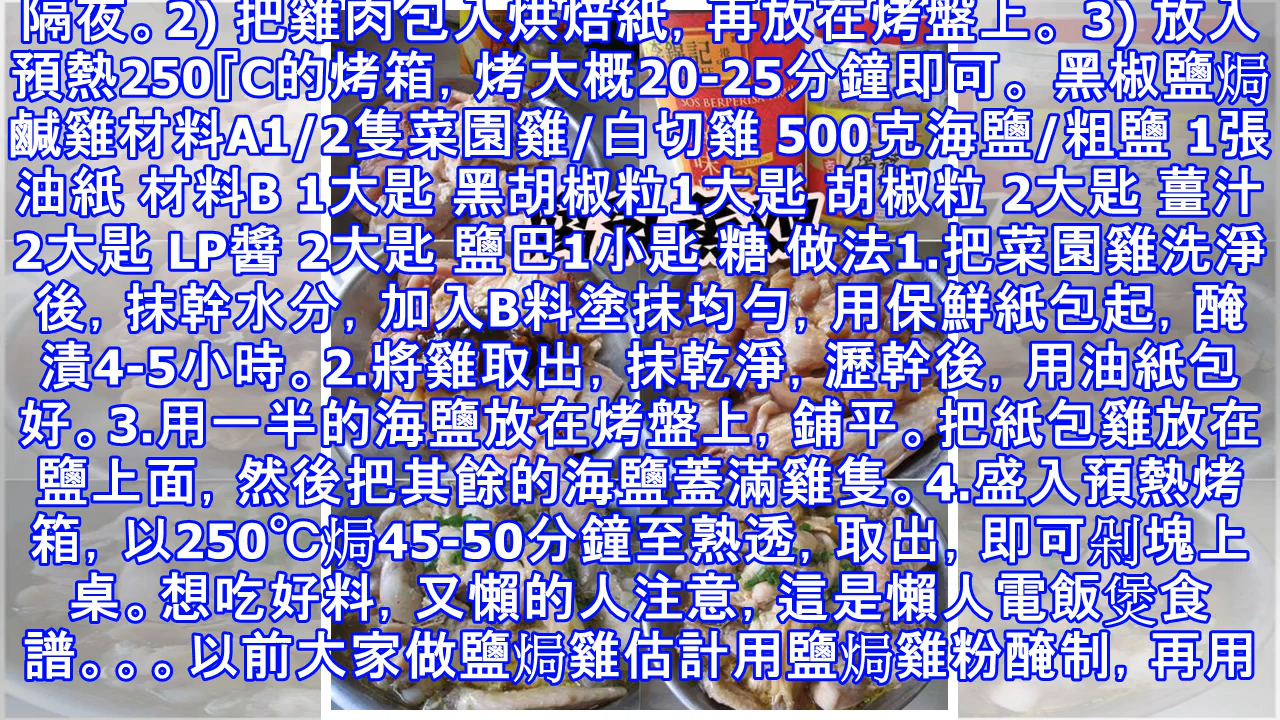 隔夜。2) 把雞肉包入烘焙紙, 再放在烤盤上。3) 放入
預熱250『C的烤箱, 烤大概20-25分鐘即可。黑椒鹽焗
鹹雞材料A1/2隻菜園雞/白切雞 500克海鹽/粗鹽 1張
油紙 材料B 1大匙 黑胡椒粒1大匙 胡椒粒 2大匙 薑汁
2大匙 LP醬 2大匙 鹽巴1小匙 糖 做法1.把菜園雞洗淨
後, 抹幹水分, 加入B料塗抹均勻, 用保鮮紙包起, 醃
漬4-5小時。2.將雞取出, 抹乾淨, 瀝幹後, 用油紙包
好。3.用一半的海鹽放在烤盤上, 鋪平。把紙包雞放在
鹽上面, 然後把其餘的海鹽蓋滿雞隻。4.盛入預熱烤
箱, 以250℃焗45-50分鐘至熟透, 取出, 即可剁塊上
桌。想吃好料, 又懶的人注意, 這是懶人電飯煲食
譜。。。以前大家做鹽焗雞估計用鹽焗雞粉醃制, 再用